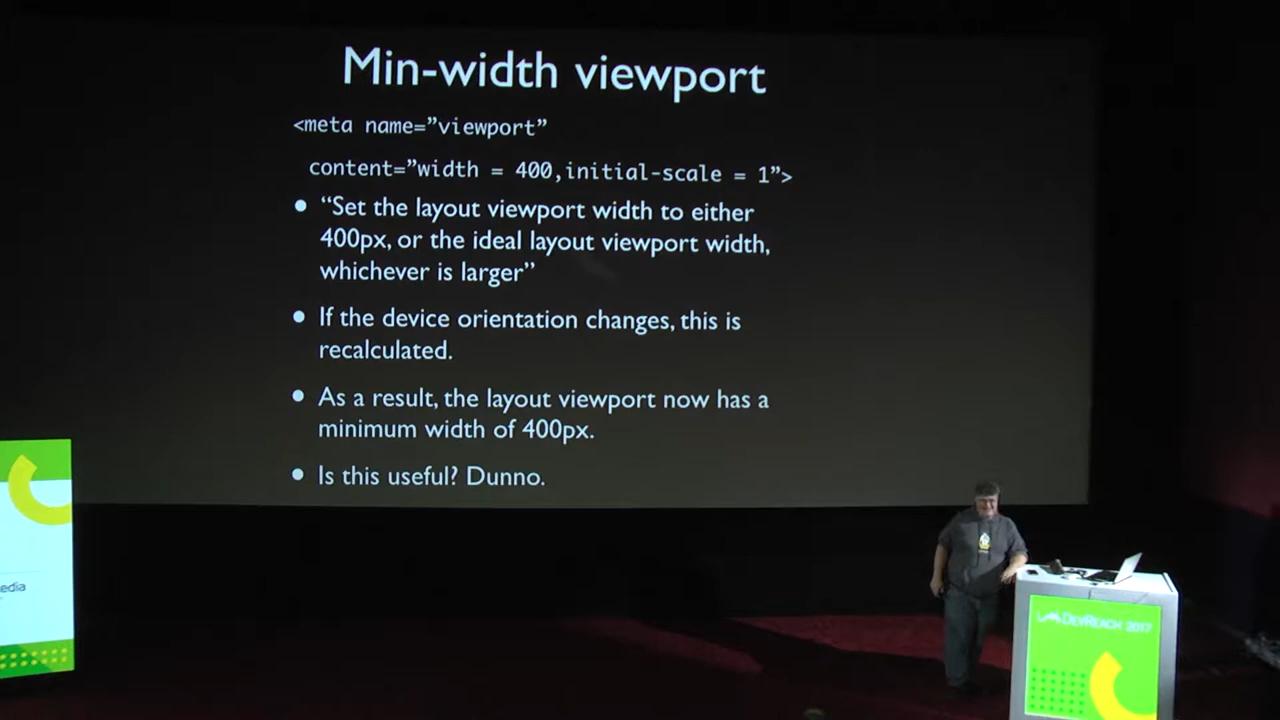 Min-width viewport
<meta name=”viewport”
content=”width = 400,initial-scale = 1”>
• “Set the layout viewport width to either
400px, or the ideal layout viewport width,
whichever is larger”
• If the device orientation changes, this is
recalculated.
• As a result, the layout viewport now has a
minimum width of 400px.
• Is this useful? Dunno.
edia
DEVREACH 2017